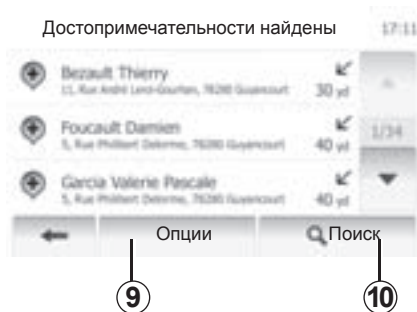 Достопримечательности найдены 17:11
Bezault Thierry
11, Rue André Leroi-Gourhan, 78280 Guyancourt 30 yd
Foucault Damien
5, Rue Philibert Delorme, 78280 Guyancourt 40 yd
1/34
Garcia Valerie Pascale
5, Rue Philibert Delorme, 78280 Guyancourt 40 yd
Опции Поиск
9 10